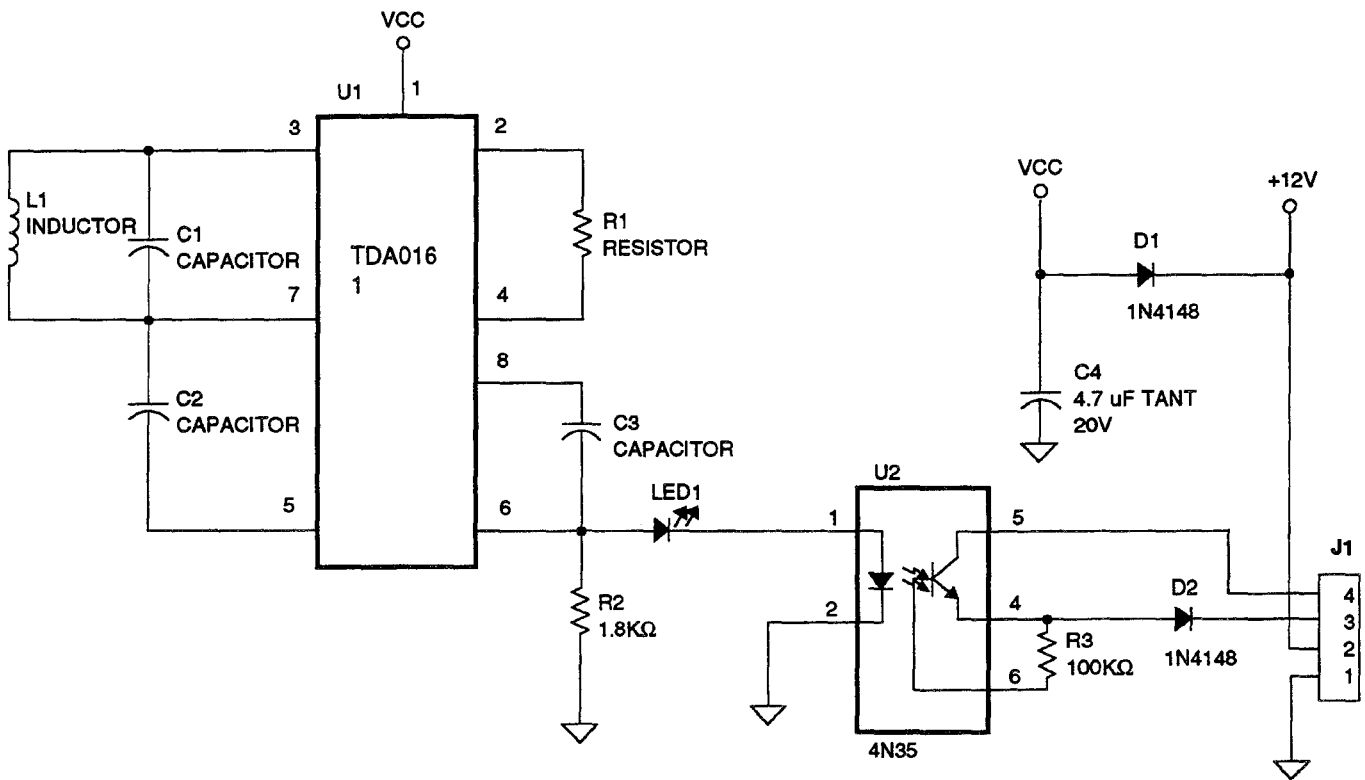 VCC
U1
1
3
2
L1
INDUCTOR
C1
CAPACITOR
TDA016
1
R1
RESISTOR
7
4
8
C2
CAPACITOR
C3
CAPACITOR
5
6
LED1
R2
1.8KΩ
VCC
+12V
D1
1N4148
C4
4.7 uF TANT
20V
U2
1
5
2
4
6
R3
100KΩ
D2
1N4148
4N35
J1
4
3
2
1